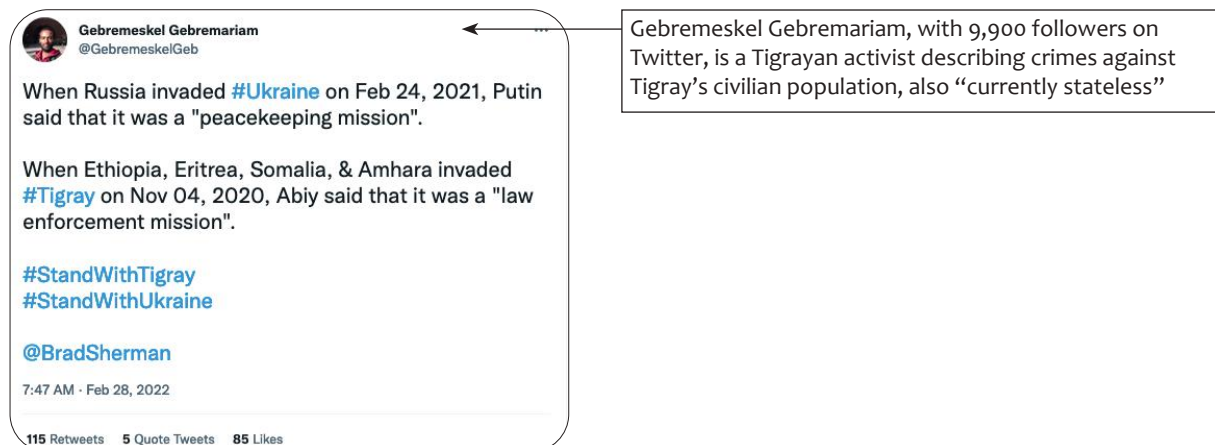 Gebremeskel Gebremariam
@GebremeskelGeb
...
When Russia invaded #Ukraine on Feb 24, 2021, Putin
said that it was a "peacekeeping mission".
When Ethiopia, Eritrea, Somalia, & Amhara invaded
#Tigray on Nov 04, 2020, Abiy said that it was a "law
enforcement mission".
#StandWithTigray
#StandWithUkraine
@BradSherman
7:47 AM · Feb 28, 2022
115 Retweets 5 Quote Tweets 85 Likes
Gebremeskel Gebremariam, with 9,900 followers on
Twitter, is a Tigrayan activist describing crimes against
Tigray’s civilian population, also “currently stateless”